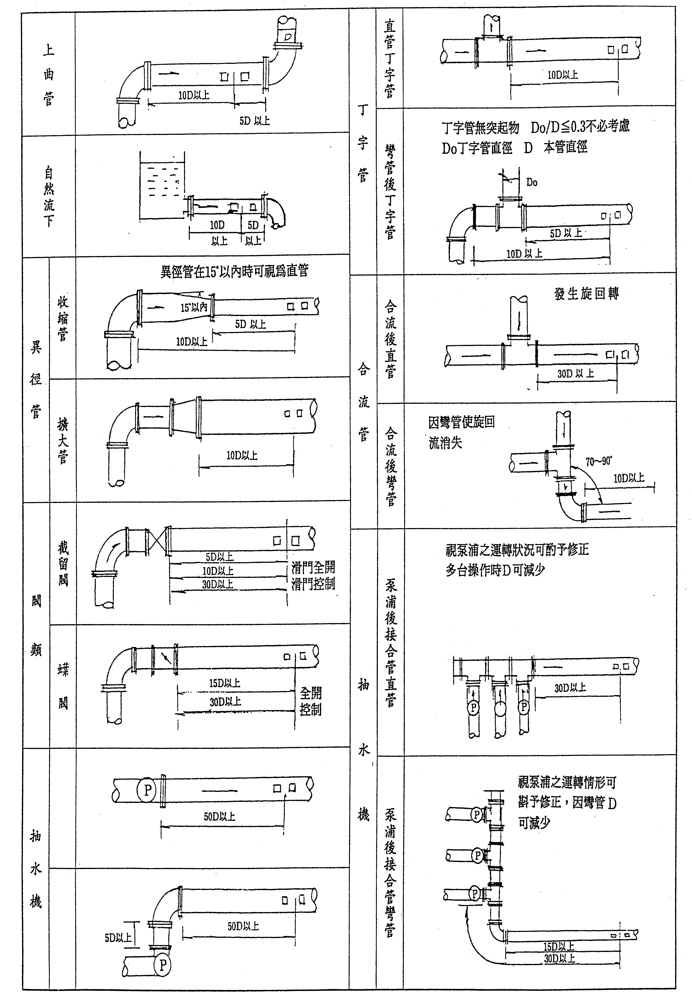 上曲管
D
10D以上
5D 以上
自然流下
10D
以上
5D
以上
異徑管
收縮管
異徑管在15°以內時可視為直管
15°以內
5D 以上
10D以上
擴大管
10D以上
閥類
截留閥
5D以上
10D以上
30D以上
滑門全開
滑門控制
蝶閥
15D以上
30D以上
全開
控制
抽水機
P
50D以上
5D以上
50D以上
P
丁字管
直管丁字管
10D以上
彎管後丁字管
丁字管無突起物 Do/D≦0.3不必考慮
Do丁字管直徑 D 本管直徑
Do
5D 以上
10D 以上
合流管
合流後直管
發生旋回轉
30D 以上
合流後彎管
因彎管使旋回
流消失
70~90°
10D以上
抽水機
泵浦後接合管直管
視泵浦之運轉狀況可酌予修正
多台操作時D可減少
30D以上
P
P
泵浦後接合管彎管
視泵浦之運轉情形可
斟予修正，因彎管D
可減少
P
P
P
15D以上
30D以上